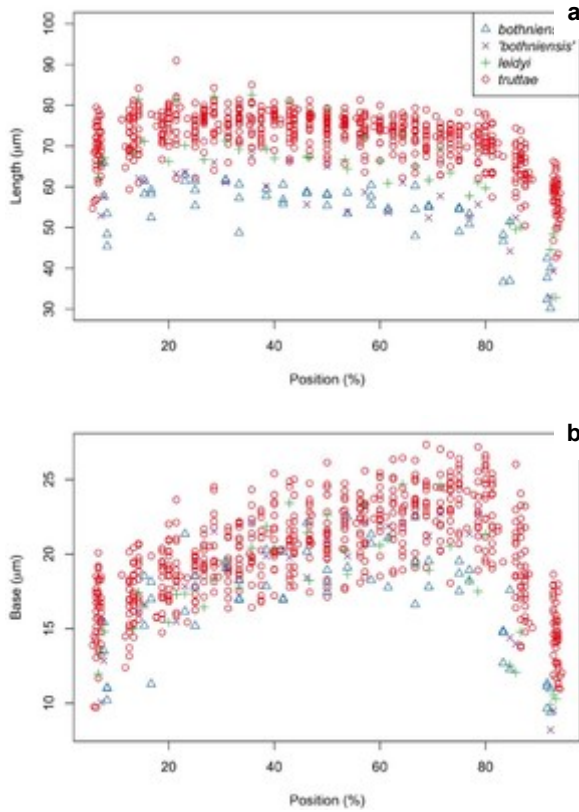 a
bothnien
'bothniensis'
leidyi
truttae
100
90
80
70
60
50
40
30
Length (μm)
20 40 60 80
Position (%)
b
25
20
15
10
Base (μm)
20 40 60 80
Position (%)